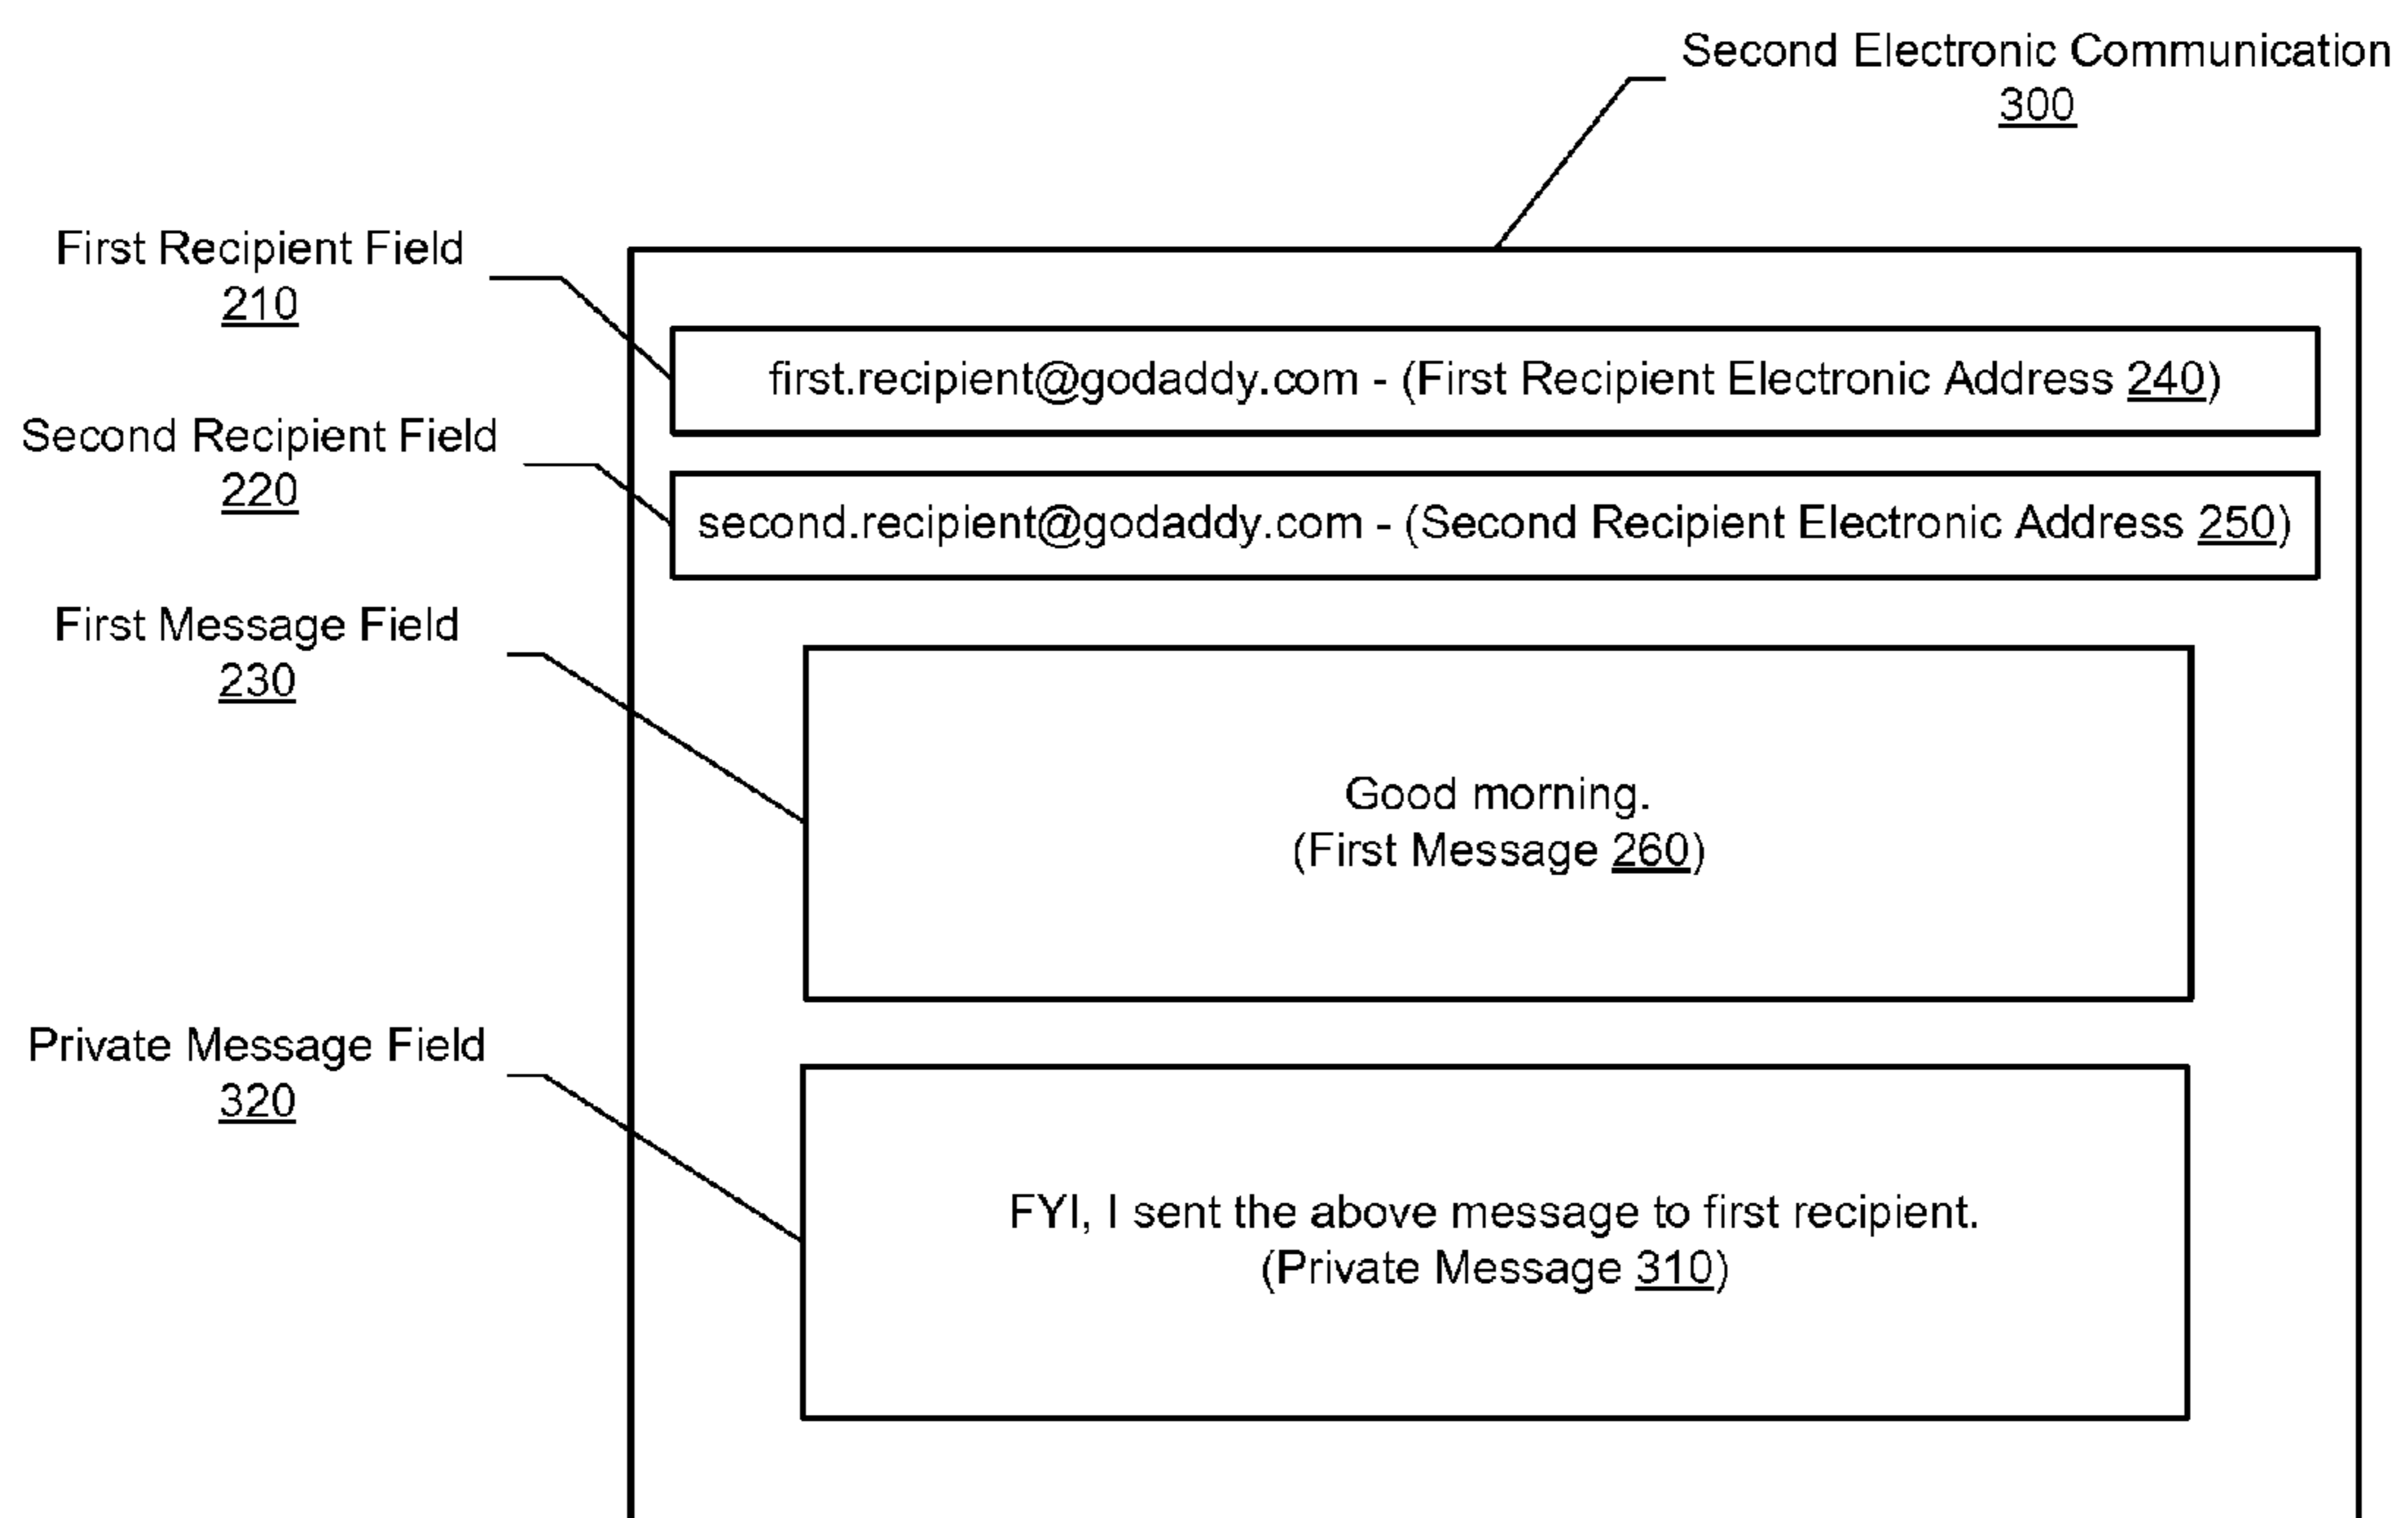 Second Electronic Communication
300
First Recipient Field
210
first.recipient@godaddy.com - (First Recipient Electronic Address 240)
Second Recipient Field
220
second.recipient@godaddy.com - (Second Recipient Electronic Address 250)
First Message Field
230
Good morning.
(First Message 260)
Private Message Field
320
FYI, I sent the above message to first recipient.
(Private Message 310)